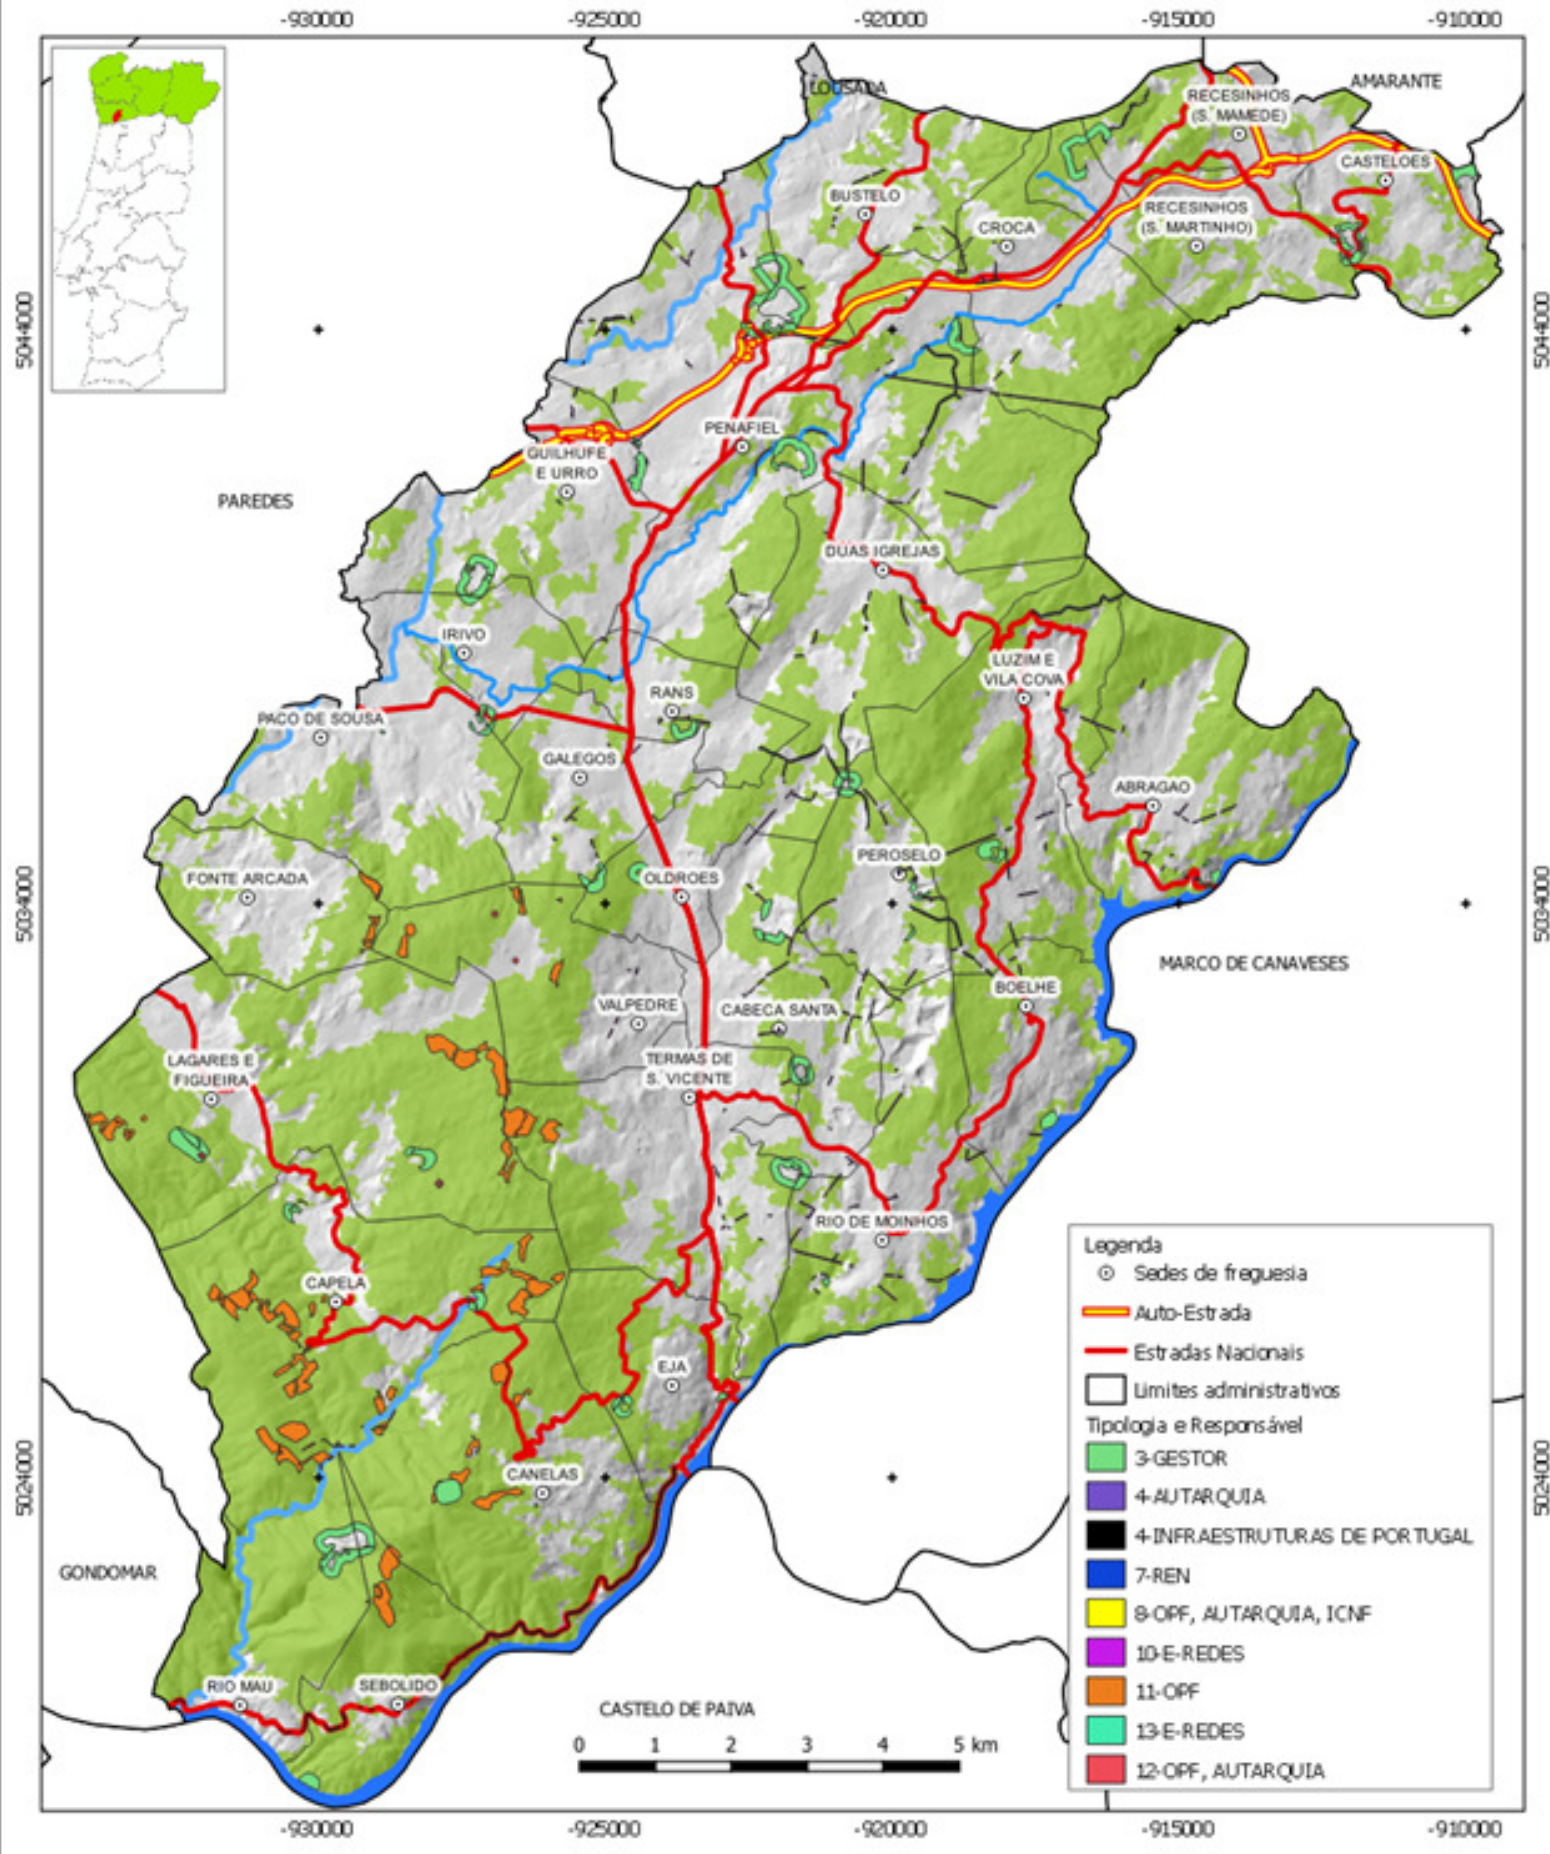 -930000
-925000
-920000
-915000
-910000
LOUSADA
AMARANTE
RECESINHOS
(S. MAMEDE)
CASTELOES
BUSTELO
RECESINHOS
(S. MARTINHO)
CROCA
5044000
5044000
PENAFIEL
GUILHUFE
E URRO
PAREDES
DUAS IGREJAS
IRIVO
LUZIM E
VILA COVA
RANS
PACO DE SOUSA
GALEGOS
ABRAGAO
PEROSELO
FONTE ARCADA
OLDROES
5034000
5034000
MARCO DE CANAVESES
BOELHE
VALPEDRE
CABECA SANTA
LAGARES E
FIGUEIRA
TERMAS DE
S. VICENTE
RIO DE MOINHOS
CAPELA
EJA
CANELAS
5024000
5024000
GONDOMAR
RIO MAU
SEBOLIDO
CASTELO DE PAIVA
0 1 2 3 4 5 km
Legenda
Sedes de freguesia
Auto-Estrada
Estradas Nacionais
Limites administrativos
Tipologia e Responsável
3-GESTOR
4-AUTARQUIA
4-INFRAESTRUTURAS DE PORTUGAL
7-REN
8-OPF, AUTARQUIA, ICNF
10-E-REDES
11-OPF
13-E-REDES
12-OPF, AUTARQUIA
-930000
-925000
-920000
-915000
-910000